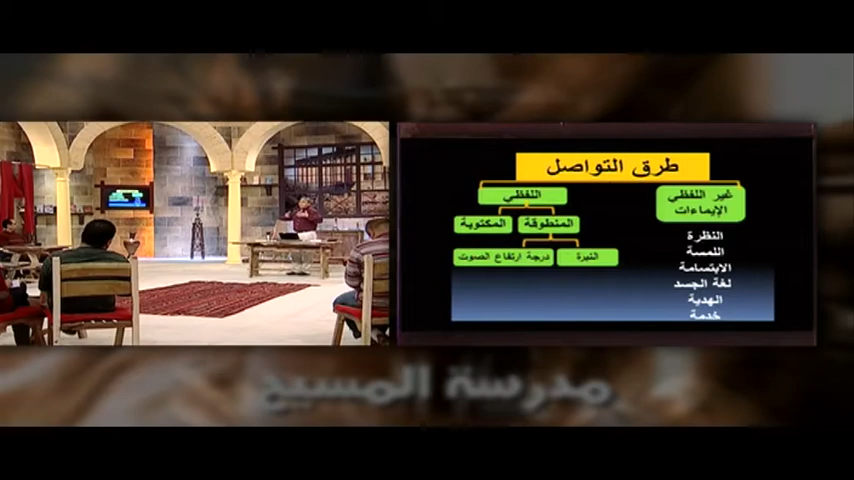 طرق التواصل
غير اللفظي
الإيماءات
النظرة
اللمسة
الابتسامة
لغة الجسد
الهدية
خدمة
اللفظي
المنطوقة
المكتوبة
النبرة
درجة ارتفاع الصوت
مدرسة المسيح